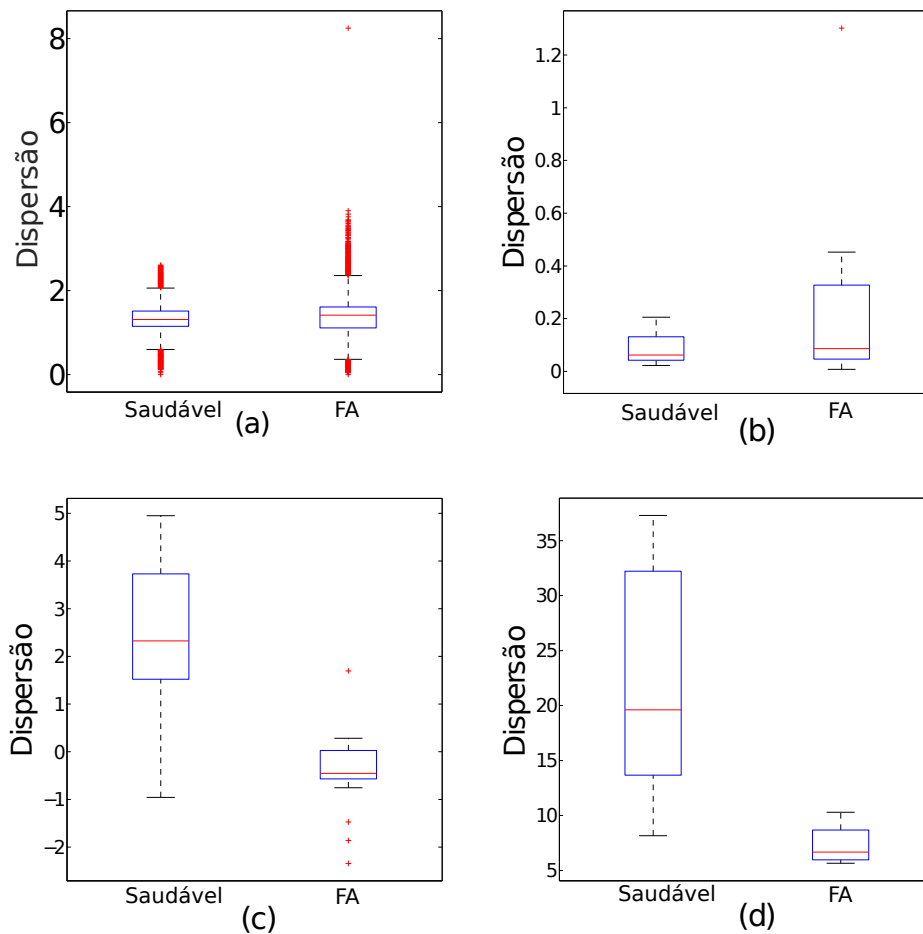 Dispersão
8
6
4
2
0
Saudável FA
(a)
Dispersão
1.2
1
0.8
0.6
0.4
0.2
0
Saudável FA
(b)
Dispersão
5
4
3
2
1
0
−1
−2
Saudável FA
(c)
Dispersão
35
30
25
20
15
10
5
Saudável FA
(d)